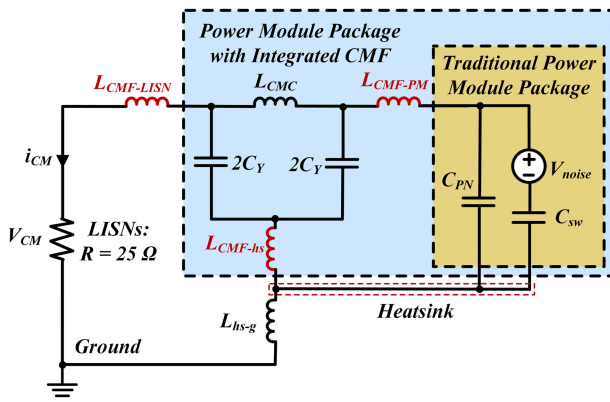 Power Module Package
with Integrated CMF
Traditional Power
Module Package
L_CMF-LISN
L_CMC
L_CMF-PM
i_CM
2C_Y
2C_Y
C_PN
V_noise
C_sw
V_CM
LISNs:
R = 25 Ω
L_CMF-hs
L_hs-g
Heatsink
Ground
+
−